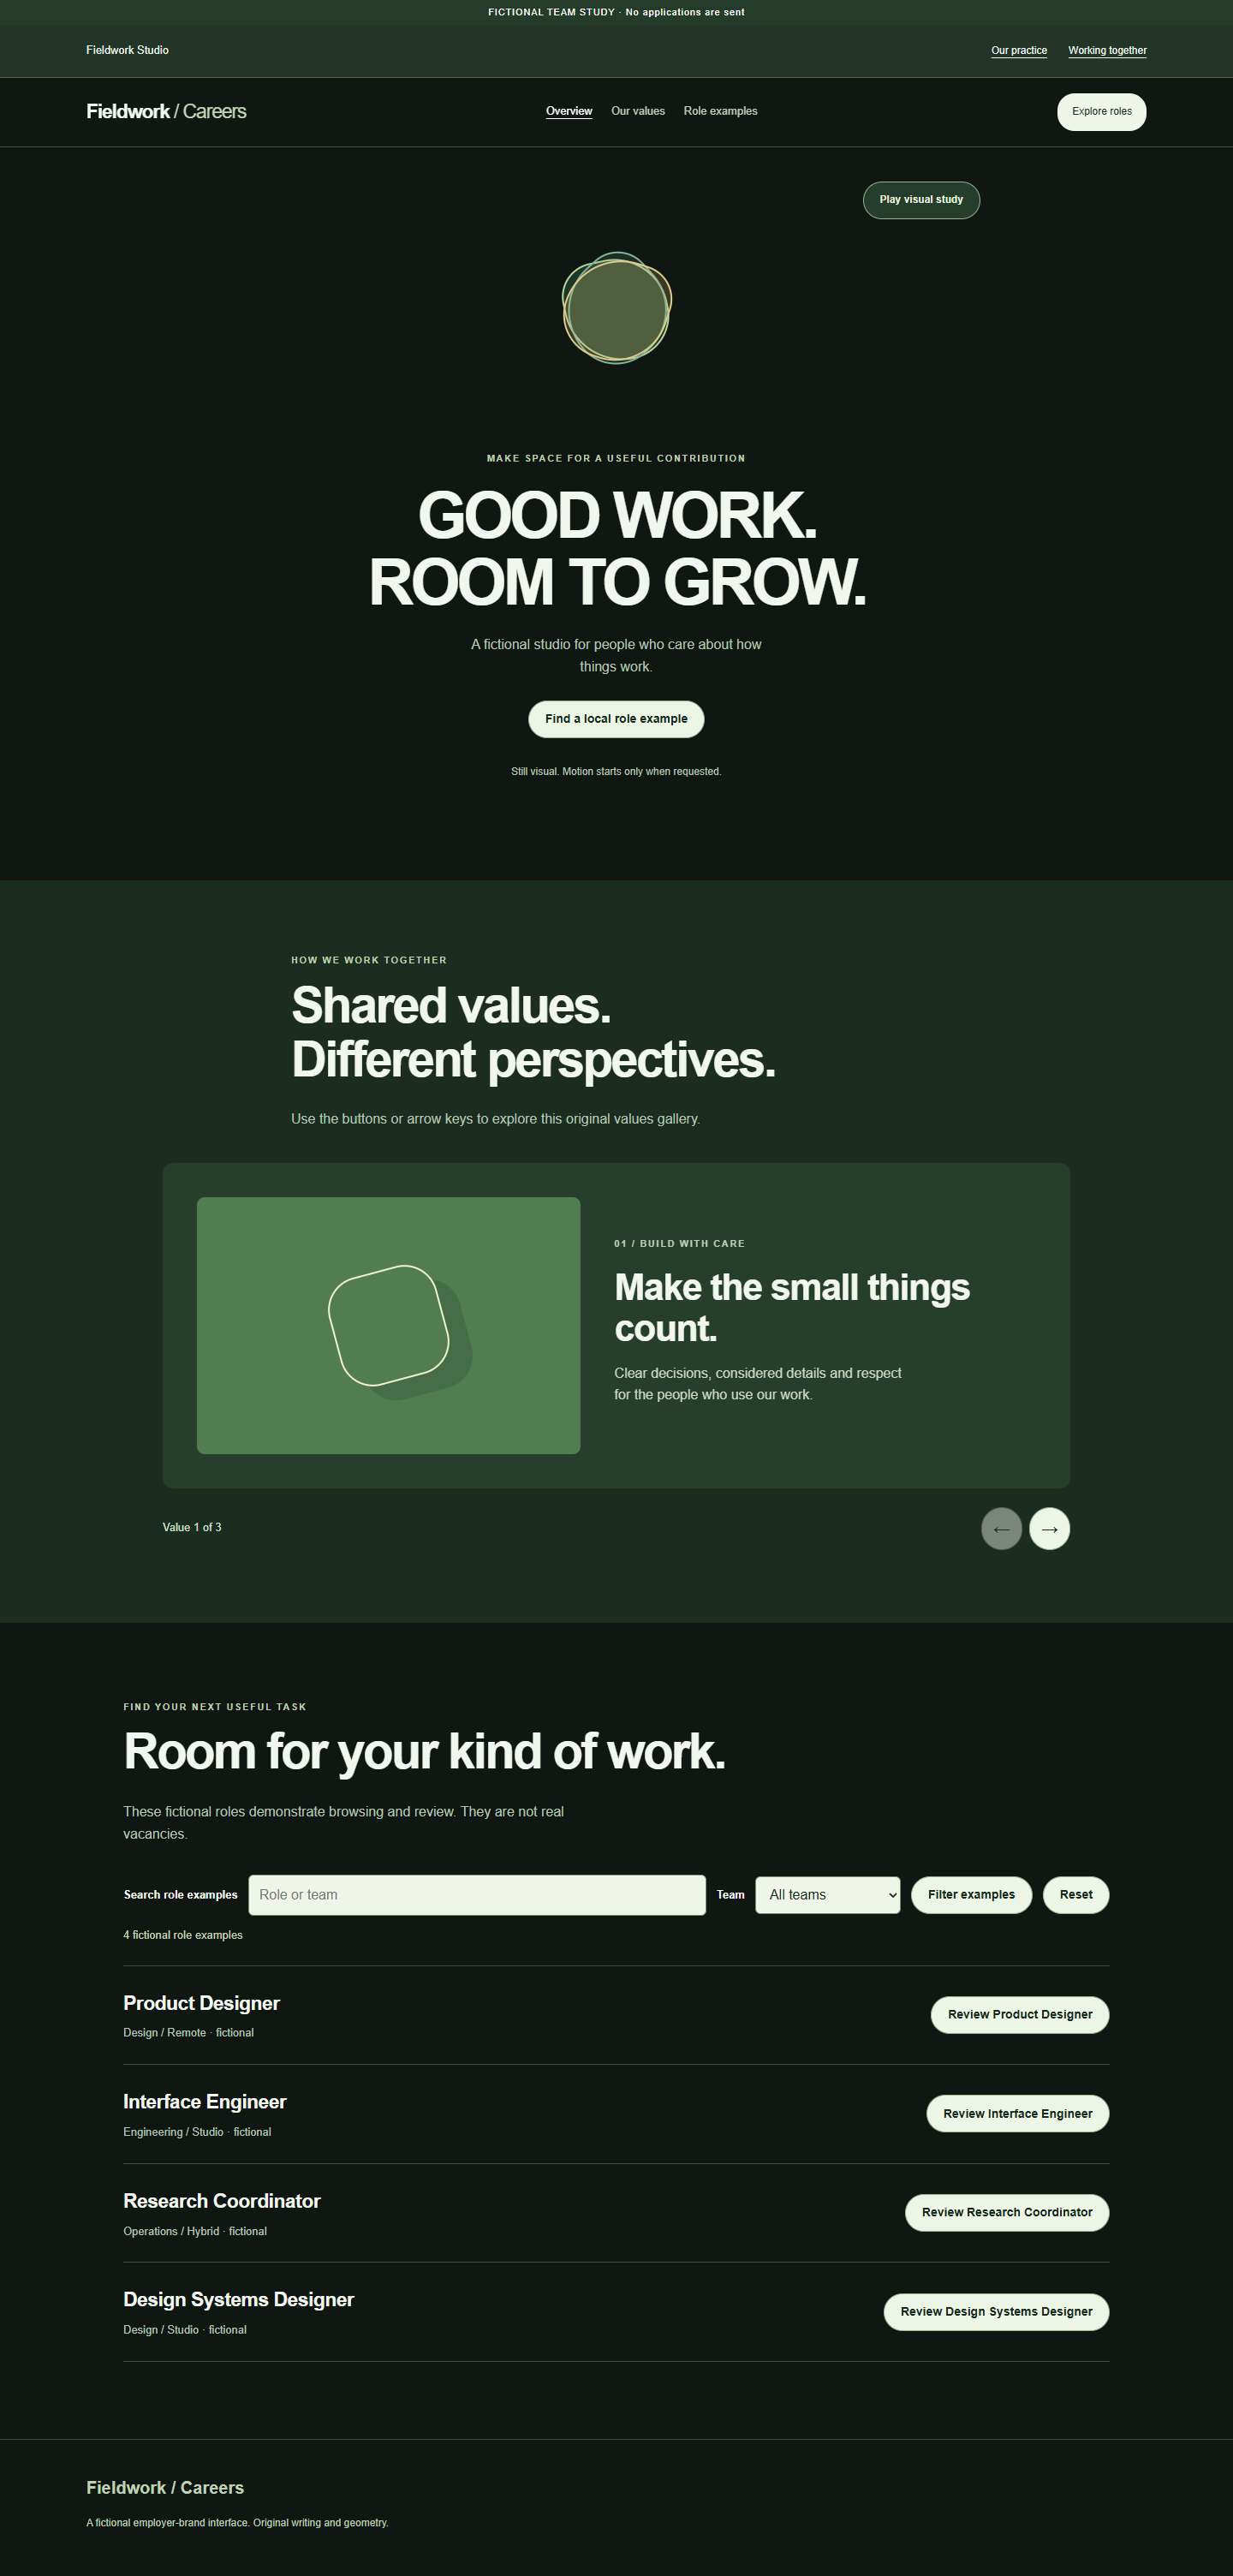 FICTIONAL TEAM STUDY · No applications are sent
Fieldwork Studio
Our practice
Working together
Fieldwork / Careers
Overview
Our values
Role examples
Explore roles
Play visual study
MAKE SPACE FOR A USEFUL CONTRIBUTION
GOOD WORK.
ROOM TO GROW.
A fictional studio for people who care about how
things work.
Find a local role example
Still visual. Motion starts only when requested.
HOW WE WORK TOGETHER
Shared values.
Different perspectives.
Use the buttons or arrow keys to explore this original values gallery.
01 / BUILD WITH CARE
Make the small things
count.
Clear decisions, considered details and respect
for the people who use our work.
Value 1 of 3
← →
FIND YOUR NEXT USEFUL TASK
Room for your kind of work.
These fictional roles demonstrate browsing and review. They are not real
vacancies.
Search role examples
Role or team
Team
All teams
Filter examples
Reset
4 fictional role examples
Product Designer
Design / Remote · fictional
Review Product Designer
Interface Engineer
Engineering / Studio · fictional
Review Interface Engineer
Research Coordinator
Operations / Hybrid · fictional
Review Research Coordinator
Design Systems Designer
Design / Studio · fictional
Review Design Systems Designer
Fieldwork / Careers
A fictional employer-brand interface. Original writing and geometry.